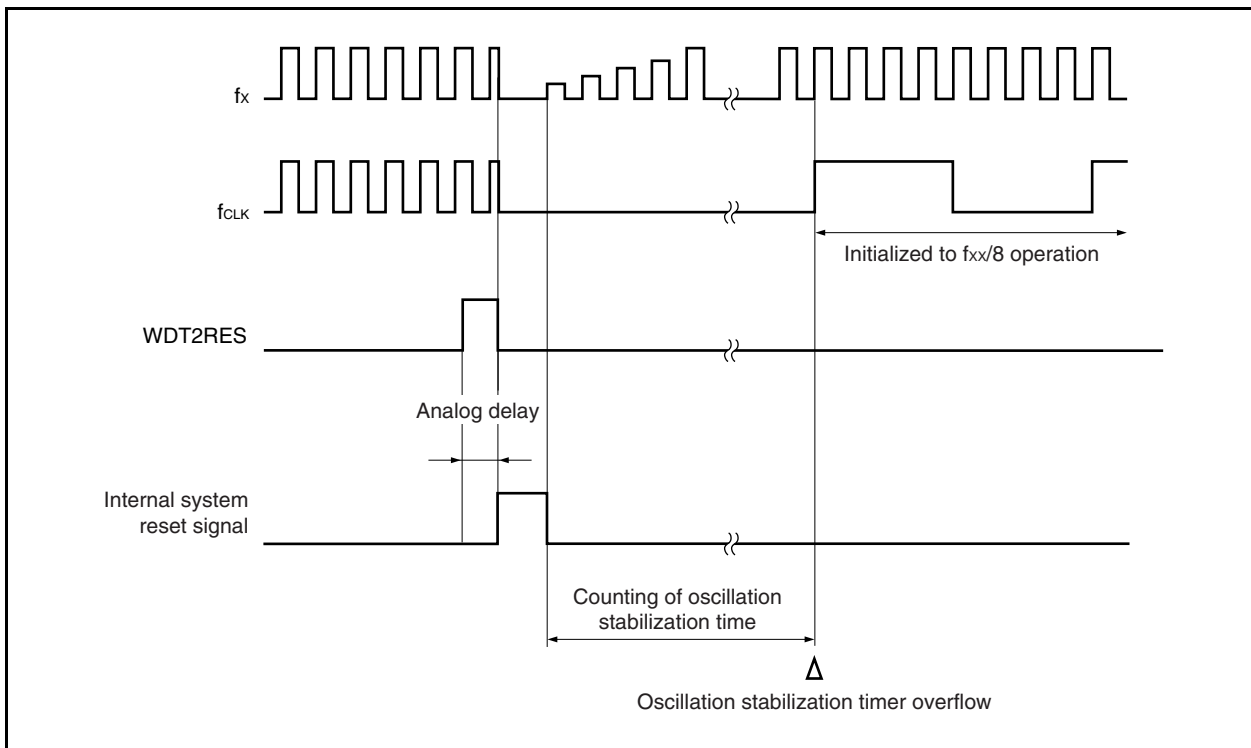 fX
fCLK
Initialized to fXX/8 operation
WDT2RES
Analog delay
Internal system
reset signal
Counting of oscillation
stabilization time
Oscillation stabilization timer overflow